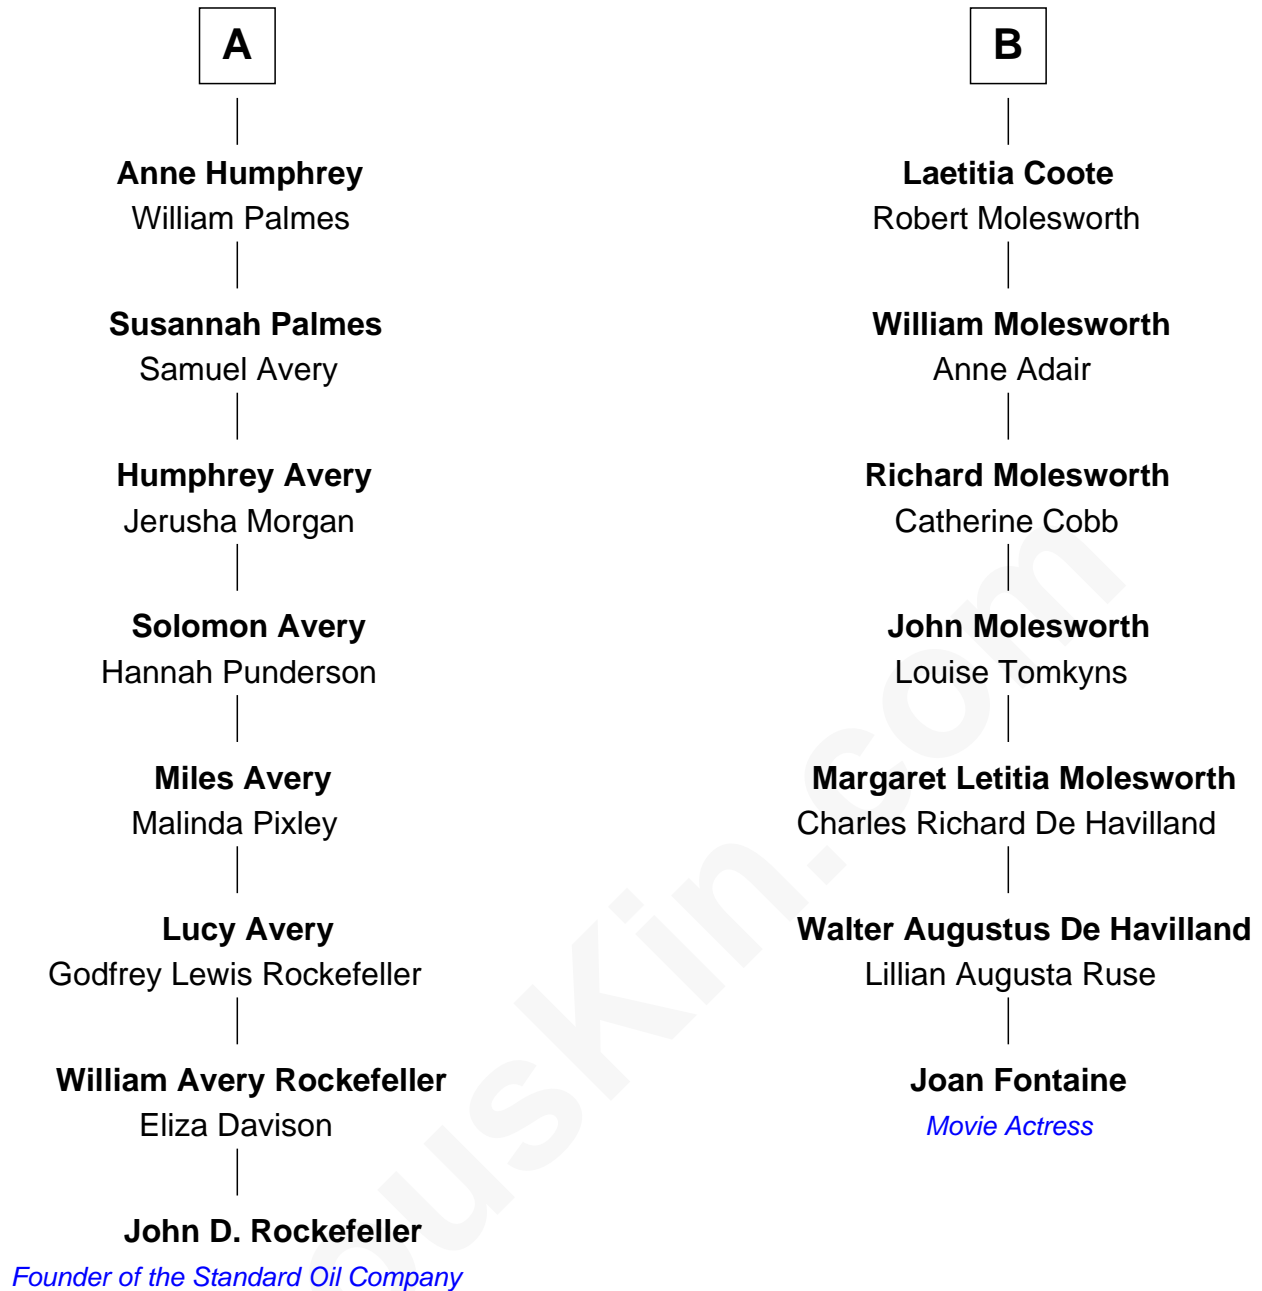 A
Anne Humphrey
William Palmes
Susannah Palmes
Samuel Avery
Humphrey Avery
Jerusha Morgan
Solomon Avery
Hannah Punderson
Miles Avery
Malinda Pixley
Lucy Avery
Godfrey Lewis Rockefeller
William Avery Rockefeller
Eliza Davison
John D. Rockefeller
Founder of the Standard Oil Company
B
Laetitia Coote
Robert Molesworth
William Molesworth
Anne Adair
Richard Molesworth
Catherine Cobb
John Molesworth
Louise Tomkyns
Margaret Letitia Molesworth
Charles Richard De Havilland
Walter Augustus De Havilland
Lillian Augusta Ruse
Joan Fontaine
Movie Actress
ousKin.com